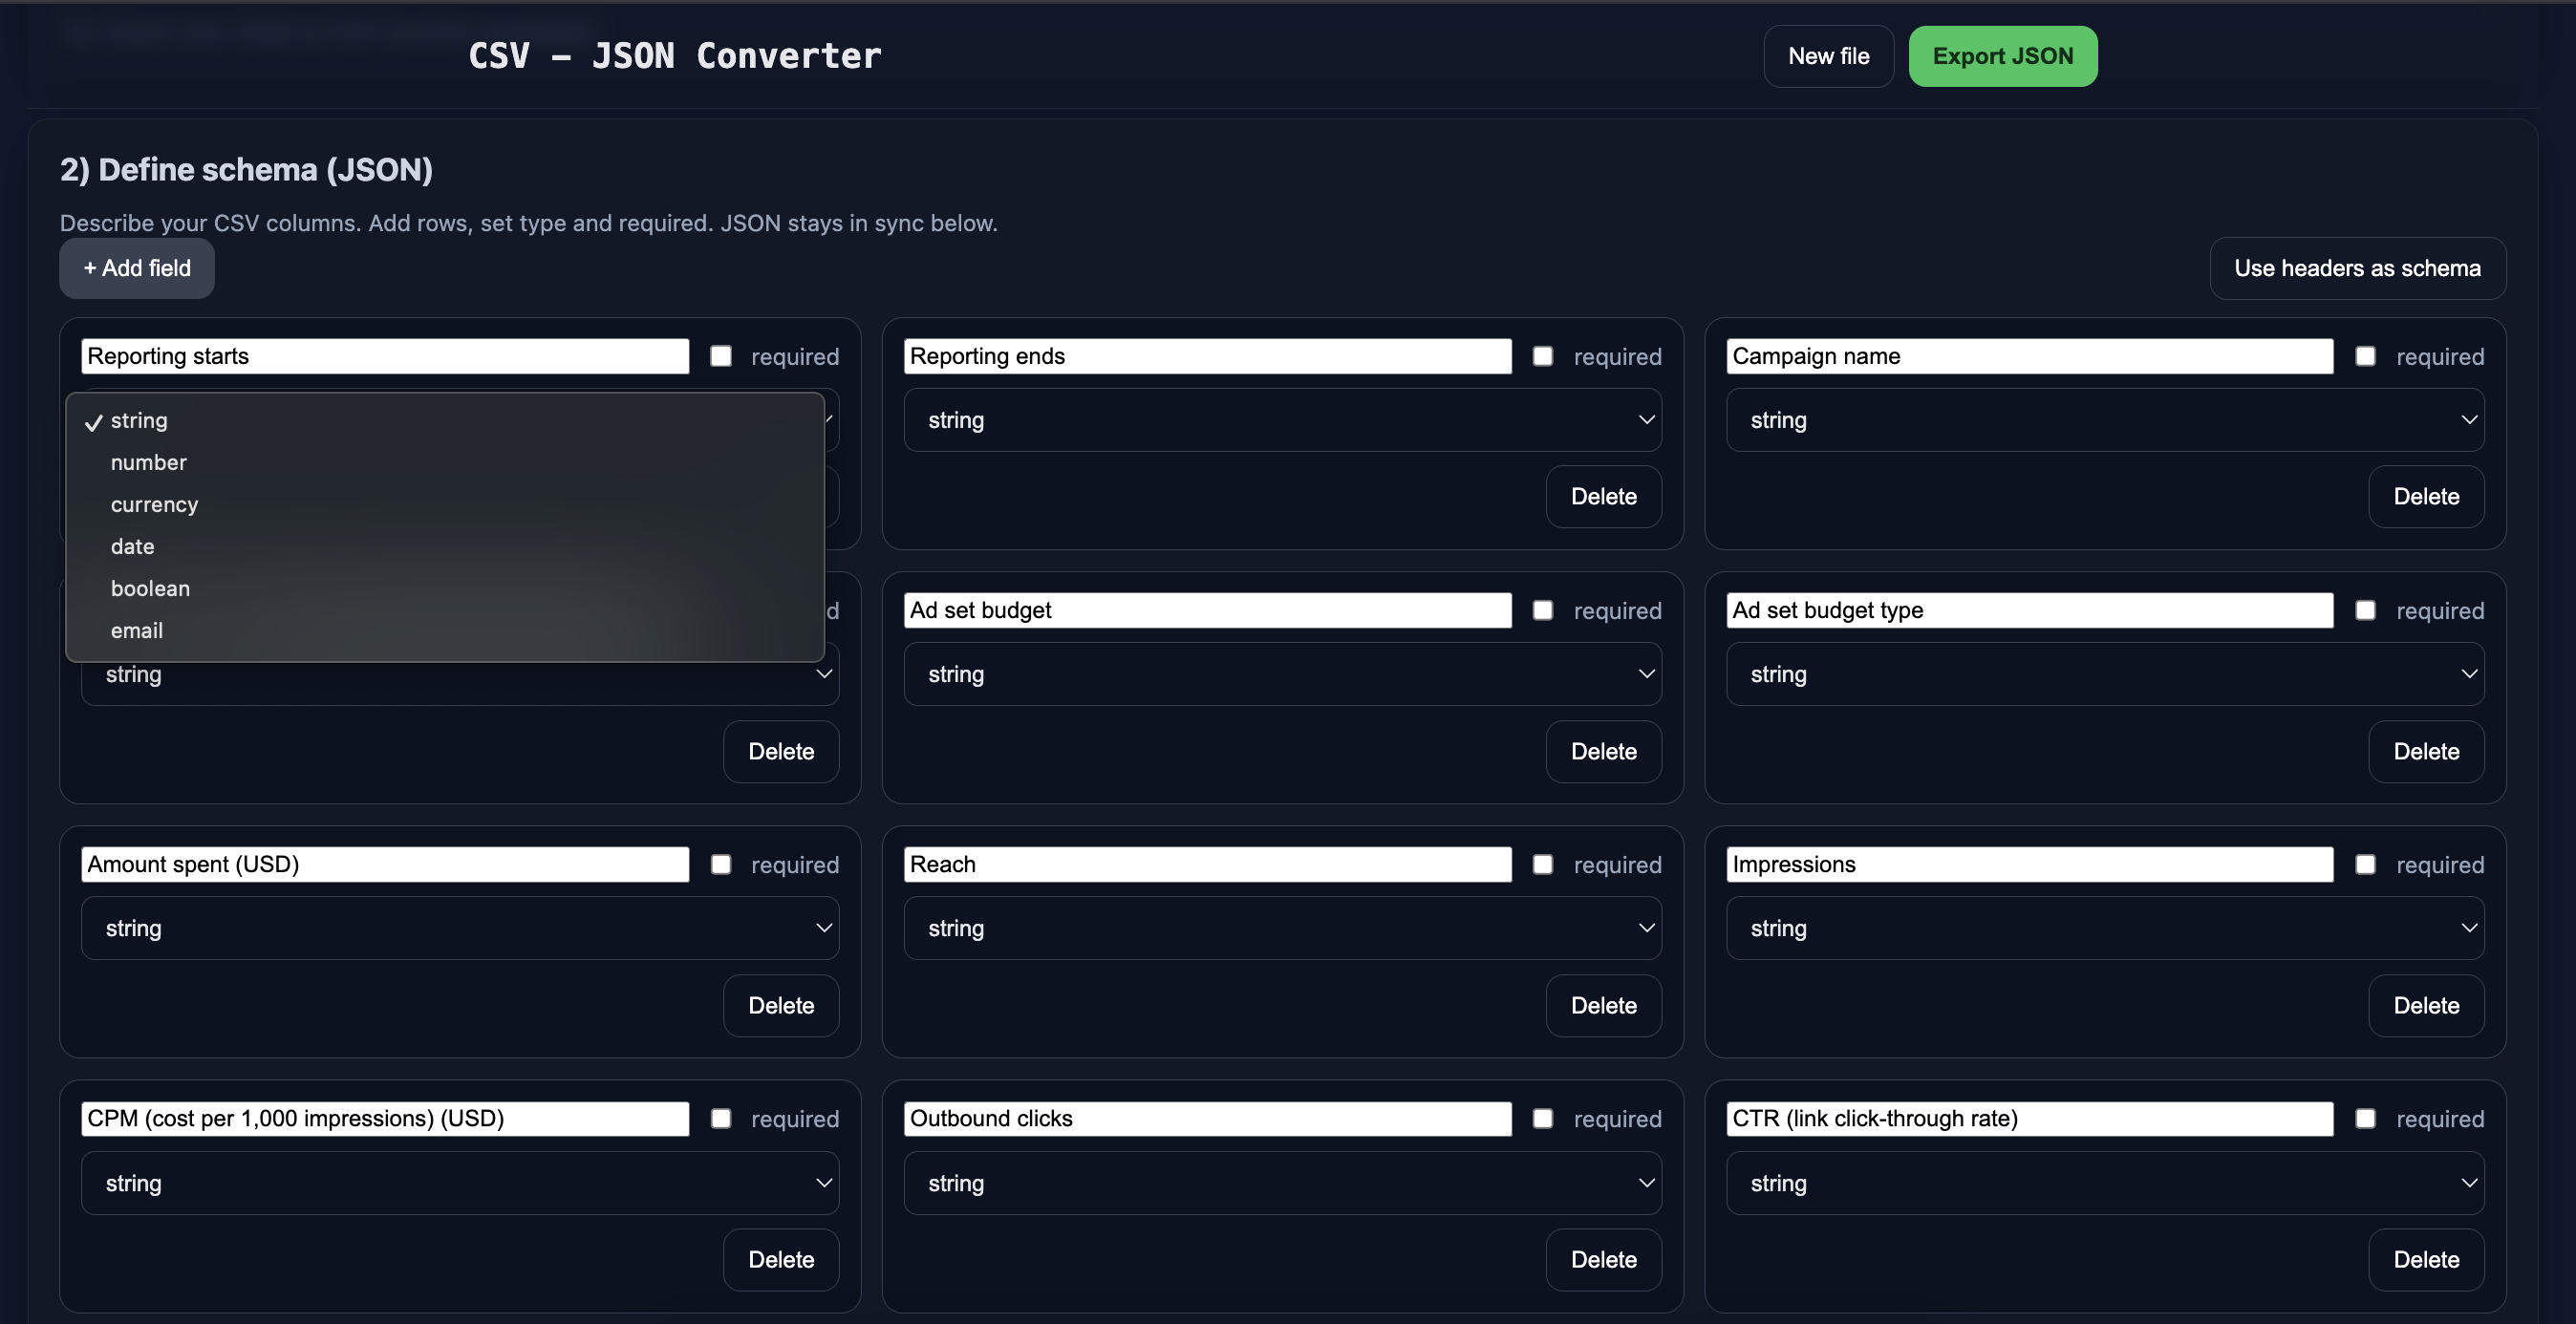 CSV – JSON Converter
New file
Export JSON
2) Define schema (JSON)
Describe your CSV columns. Add rows, set type and required. JSON stays in sync below.
+ Add field
Use headers as schema
Reporting starts
required
Reporting ends
required
Campaign name
required
✓ string
number
currency
date
boolean
email
string
string
Delete
Delete
d
Ad set budget
required
Ad set budget type
required
string
string
string
Delete
Delete
Delete
Amount spent (USD)
required
Reach
required
Impressions
required
string
string
string
Delete
Delete
Delete
CPM (cost per 1,000 impressions) (USD)
required
Outbound clicks
required
CTR (link click-through rate)
required
string
string
string
Delete
Delete
Delete